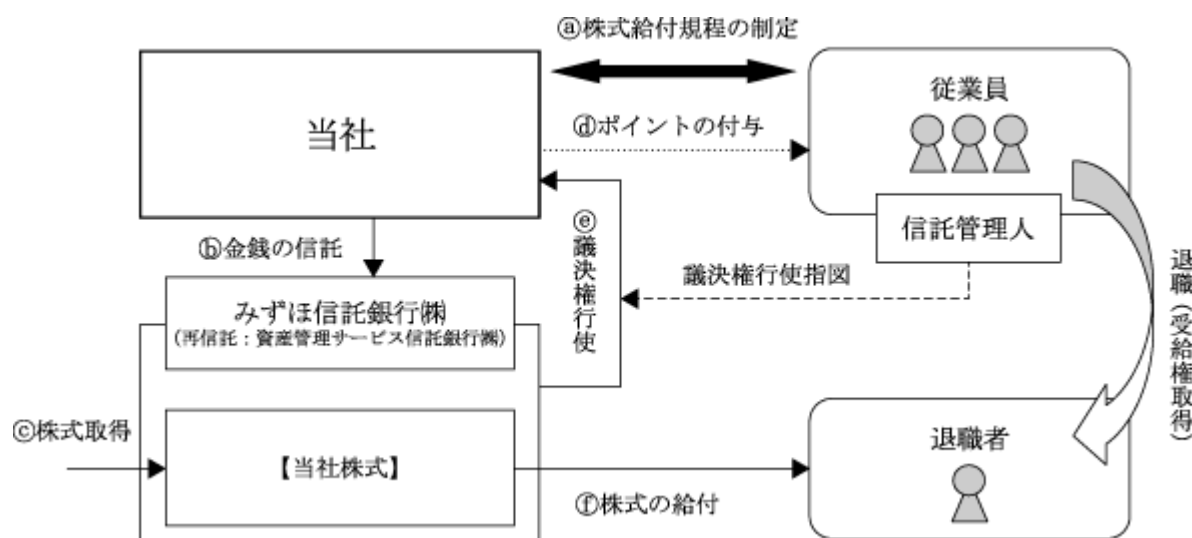 ⓐ株式給付規程の制定
当社
従業員
ⓓポイントの付与
信託管理人
ⓑ金銭の信託
ⓔ議決権行使
議決権行使指図
みずほ信託銀行㈱
(再信託：資産管理サービス信託銀行㈱)
退職(受給権取得)
ⓒ株式取得
【当社株式】
退職者
ⓕ株式の給付